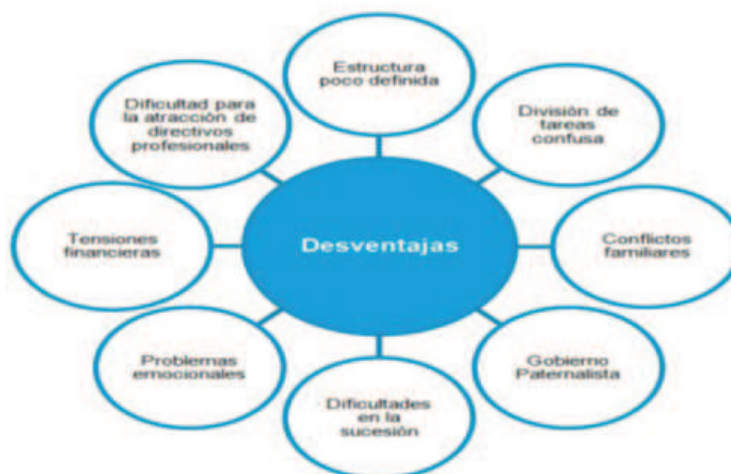 Estructura
poco definida
Dificultad para
la atracción de
directivos
profesionales
División de
tareas
confusa
Tensiones
financieras
Desventajas
Conflictos
familiares
Problemas
emocionales
Gobierno
Paternalista
Dificultades
en la
sucesión